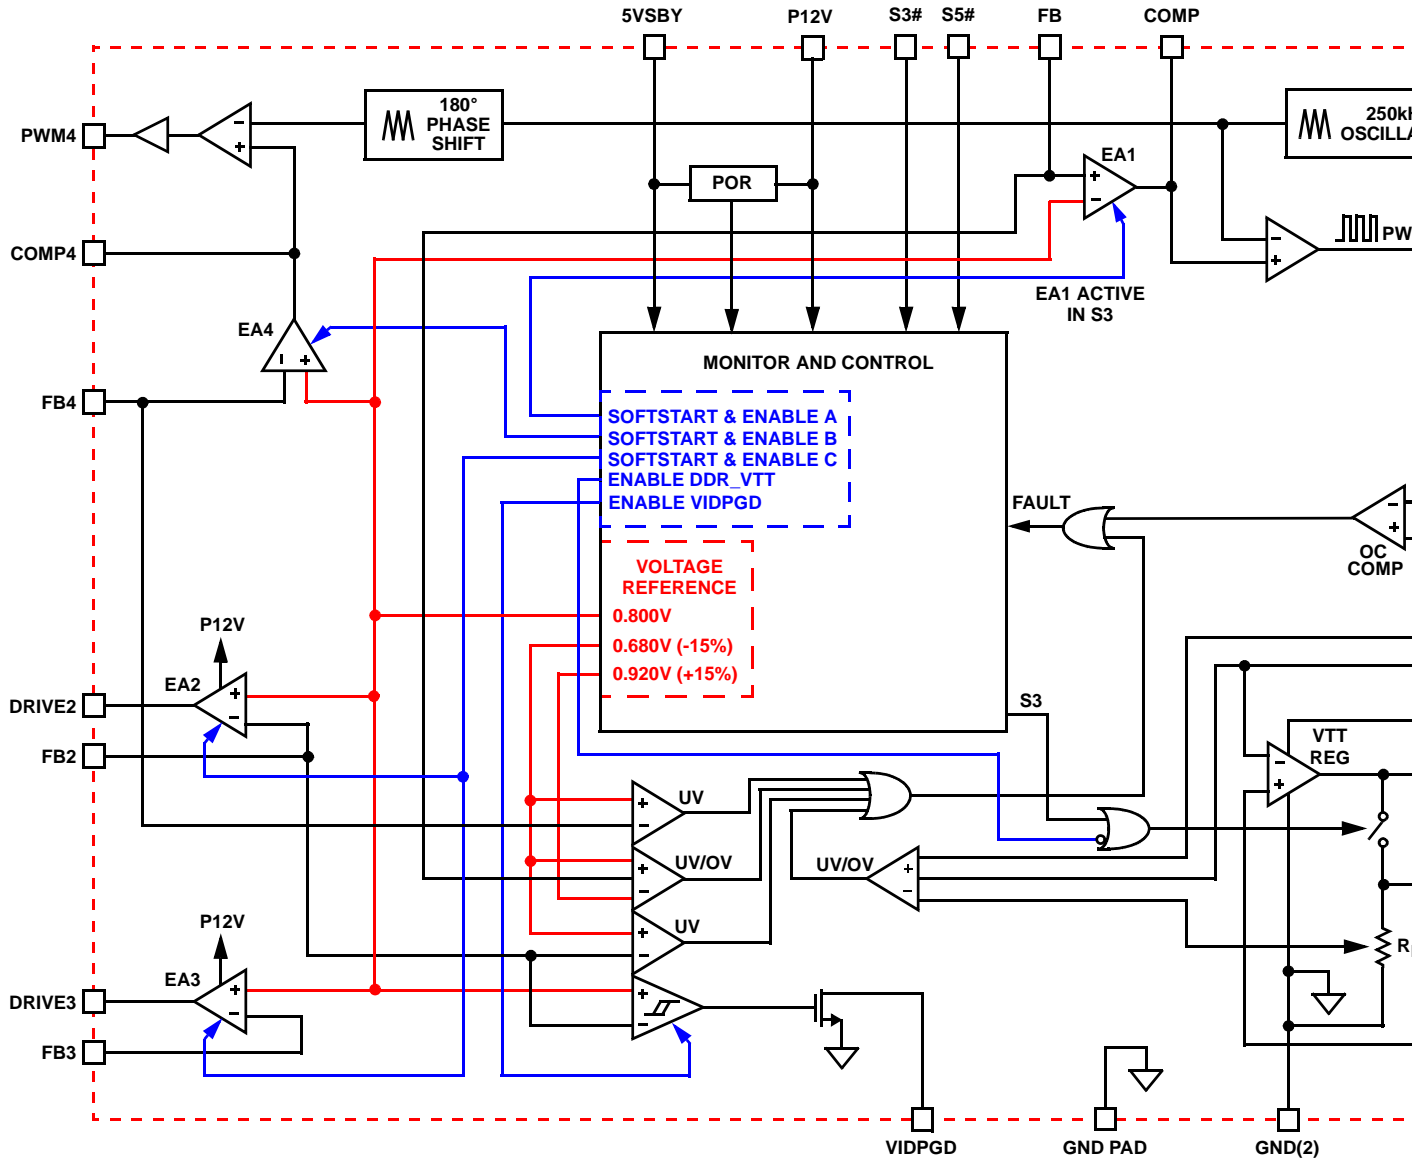 5VSBY P12V S3# S5# FB COMP
PWM4
180°
PHASE
SHIFT
250kH
OSCILLA
EA1
POR
COMP4
PW
EA1 ACTIVE
IN S3
EA4
MONITOR AND CONTROL
FB4
SOFTSTART & ENABLE A
SOFTSTART & ENABLE B
SOFTSTART & ENABLE C
ENABLE DDR_VTT
ENABLE VIDPGD
FAULT
OC
COMP
VOLTAGE
REFERENCE
0.800V
0.680V (-15%)
0.920V (+15%)
P12V
EA2
DRIVE2
FB2
S3
VTT
REG
UV
UV/OV
UV/OV
UV
P12V
EA3
DRIVE3
FB3
R
VIDPGD GND PAD GND(2)